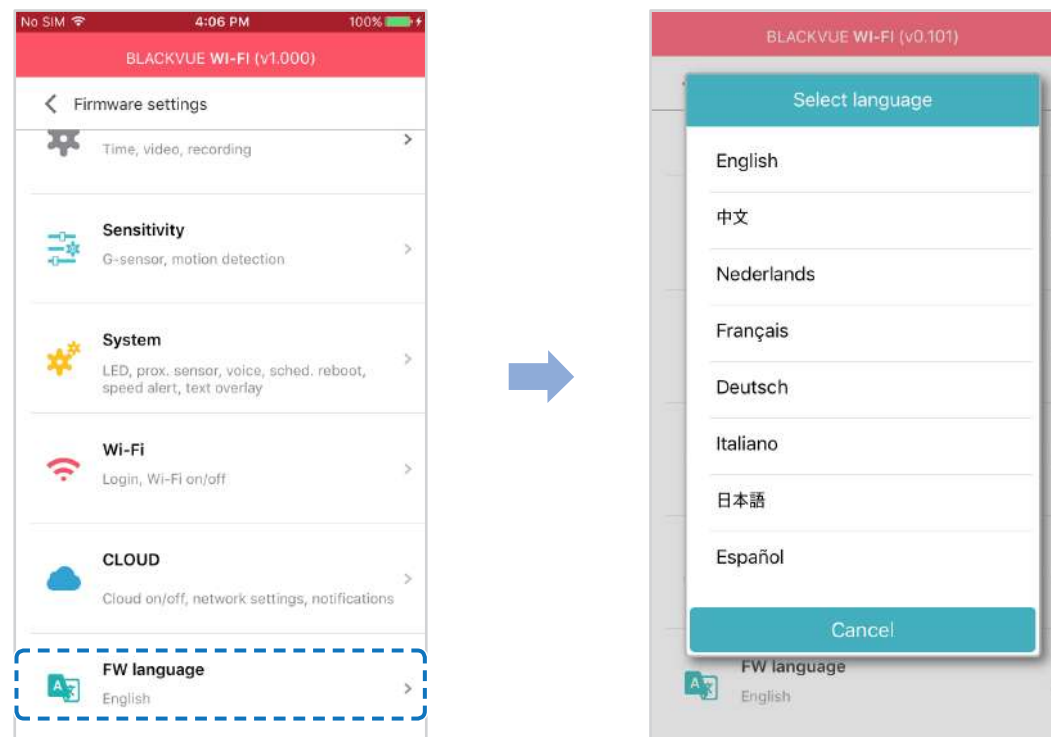 No SIM 4:06 PM 100%
BLACKVUE WI-FI (v1.000)
Firmware settings
Time, video, recording
Sensitivity
G-sensor, motion detection
System
LED, prox. sensor, voice, sched. reboot,
speed alert, text overlay
Wi-Fi
Login, Wi-Fi on/off
CLOUD
Cloud on/off, network settings, notifications
FW language
English
BLACKVUE WI-FI (v0.101)
Select language
English
中文
Nederlands
Français
Deutsch
Italiano
日本語
Español
Cancel
FW language
English